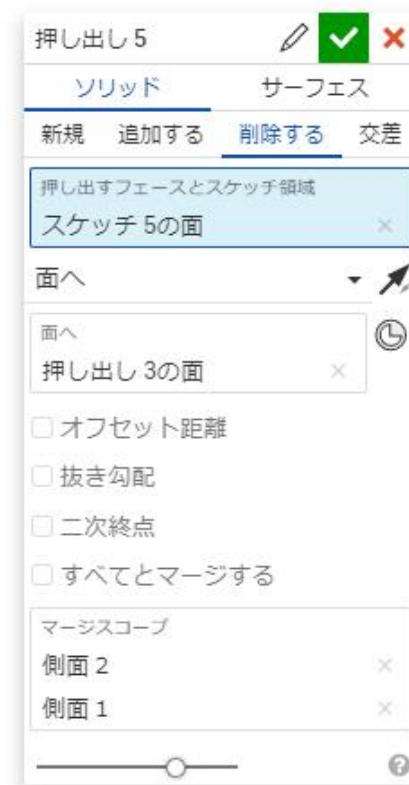 押し出し 5
ソリッド サーフェス
新規 追加する 削除する 交差
押し出すフェースとスケッチ領域
スケッチ 5の面
面へ
面へ
押し出し 3の面
オフセット距離
抜き勾配
二次終点
すべてとマージする
マージスコープ
側面 2
側面 1